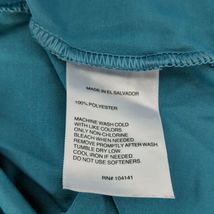 MADE IN EL SALVADOR
100% POLYESTER
MACHINE WASH COLD
WITH LIKE COLORS.
ONLY NON-CHLORINE
BLEACH WHEN NEEDED.
REMOVE PROMPTLY AFTER WASH.
TUMBLE DRY LOW.
COOL IRON IF NEEDED.
DO NOT USE SOFTENERS.
RN# 104141